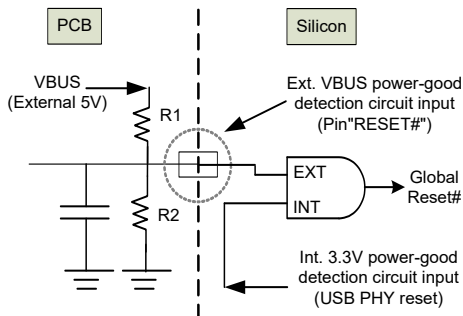 PCB
Silicon
VBUS
(External 5V)
R1
Ext. VBUS power-good
detection circuit input
(Pin"RESET#")
EXT
INT
Global
Reset#
R2
Int. 3.3V power-good
detection circuit input
(USB PHY reset)